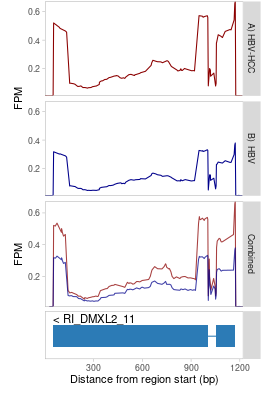 0.6
0.4
0.2
FPM
A) HBV-HCC
0.6
0.4
0.2
B) HBV
0.6
0.4
0.2
FPM
Combined
< RI_DMXL2_11
300 600 900 1200
Distance from region start (bp)